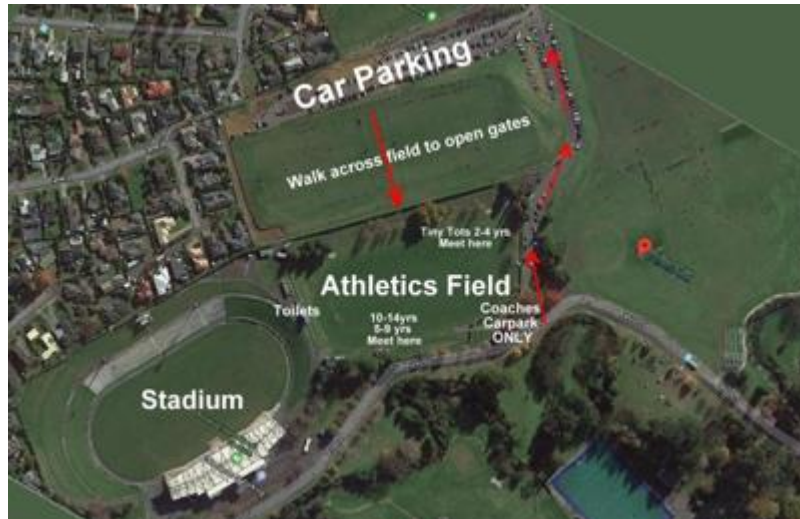 Car Parking
Walk across field to open gates
Tiny Tots 2-4 yrs
Meet here
Athletics Field
Toilets
10-14yrs
5-9 yrs
Meet here
Coaches
Carpark
ONLY
Stadium